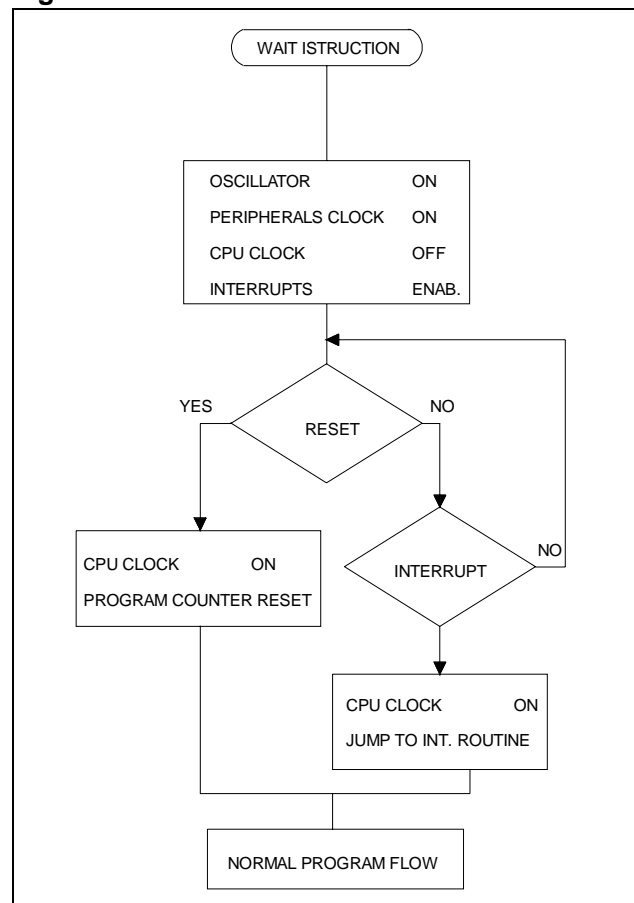 WAIT ISTRUCTION
OSCILLATOR ON
PERIPHERALS CLOCK ON
CPU CLOCK OFF
INTERRUPTS ENAB.
YES
RESET
NO
CPU CLOCK ON
PROGRAM COUNTER RESET
INTERRUPT
NO
CPU CLOCK ON
JUMP TO INT. ROUTINE
NORMAL PROGRAM FLOW